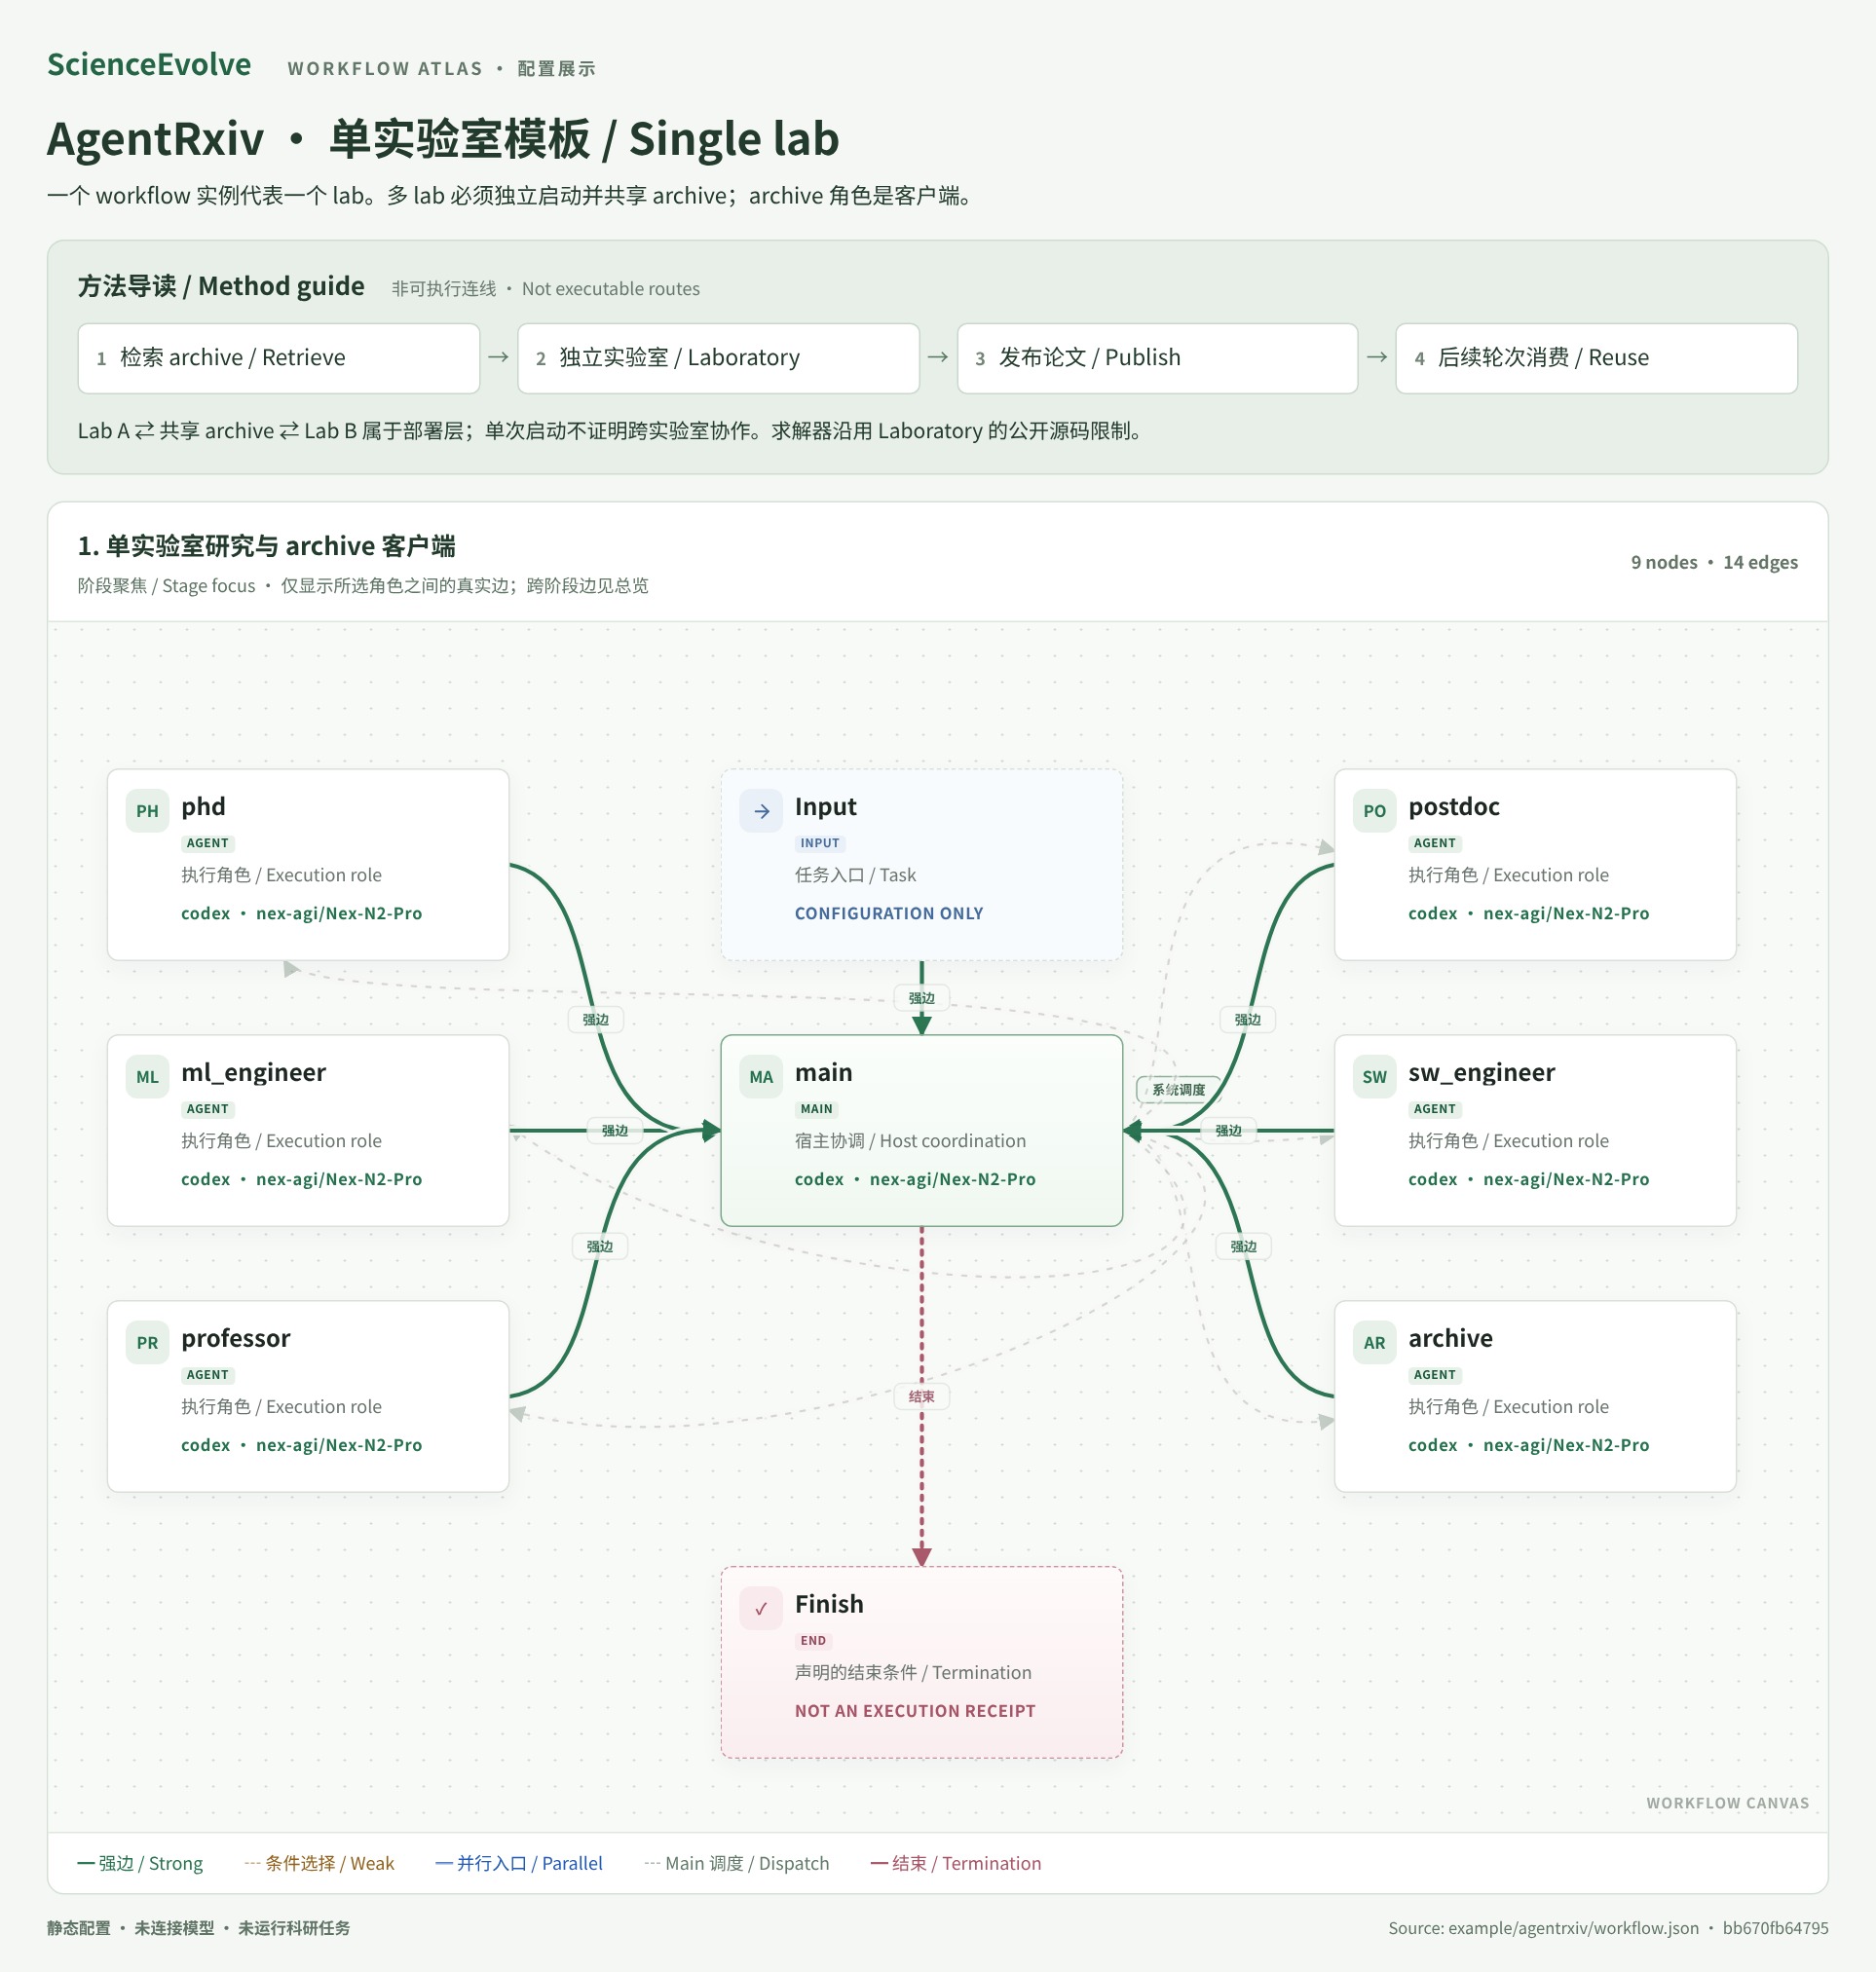 ScienceEvolve WORKFLOW ATLAS · 配置展示
AgentRxiv · 单实验室模板 / Single lab
一个 workflow 实例代表一个 lab。多 lab 必须独立启动并共享 archive；archive 角色是客户端。
方法导读 / Method guide 非可执行连线 · Not executable routes
1 检索 archive / Retrieve → 2 独立实验室 / Laboratory → 3 发布论文 / Publish → 4 后续轮次消费 / Reuse
Lab A ⇄ 共享 archive ⇄ Lab B 属于部署层；单次启动不证明跨实验室协作。求解器沿用 Laboratory 的公开源码限制。
1. 单实验室研究与 archive 客户端
阶段聚焦 / Stage focus · 仅显示所选角色之间的真实边；跨阶段边见总览
9 nodes · 14 edges
PH phd
AGENT
执行角色 / Execution role
codex · nex-agi/Nex-N2-Pro
→ Input
INPUT
任务入口 / Task
CONFIGURATION ONLY
PO postdoc
AGENT
执行角色 / Execution role
codex · nex-agi/Nex-N2-Pro
强边
强边
强边
ML ml_engineer
AGENT
执行角色 / Execution role
codex · nex-agi/Nex-N2-Pro
强边
MA main
MAIN
宿主协调 / Host coordination
codex · nex-agi/Nex-N2-Pro
系统调度
强边
SW sw_engineer
AGENT
执行角色 / Execution role
codex · nex-agi/Nex-N2-Pro
强边
强边
PR professor
AGENT
执行角色 / Execution role
codex · nex-agi/Nex-N2-Pro
结束
AR archive
AGENT
执行角色 / Execution role
codex · nex-agi/Nex-N2-Pro
✓ Finish
END
声明的结束条件 / Termination
NOT AN EXECUTION RECEIPT
WORKFLOW CANVAS
强边 / Strong 条件选择 / Weak 并行入口 / Parallel Main 调度 / Dispatch 结束 / Termination
静态配置 · 未连接模型 · 未运行科研任务
Source: example/agentrxiv/workflow.json · bb670fb64795